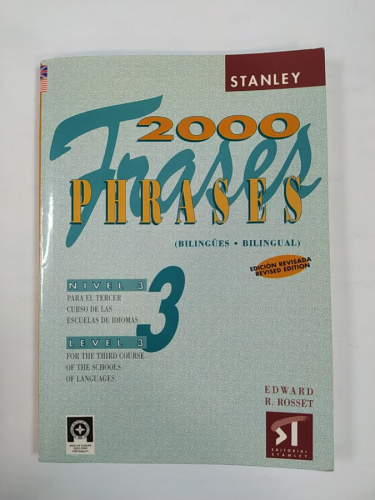 STANLEY
2000
Frases
PHRASES
(BILINGÜES • BILINGUAL)
EDICIÓN REVISADA
REVISED EDITION
NIVEL 3
PARA EL TERCER
CURSO DE LAS
ESCUELAS DE IDIOMAS.
3
LEVEL 3
FOR THE THIRD COURSE
OF THE SCHOOLS
OF LANGUAGES.
EDWARD
R. ROSSET
ST
EDITORIAL
STANLEY